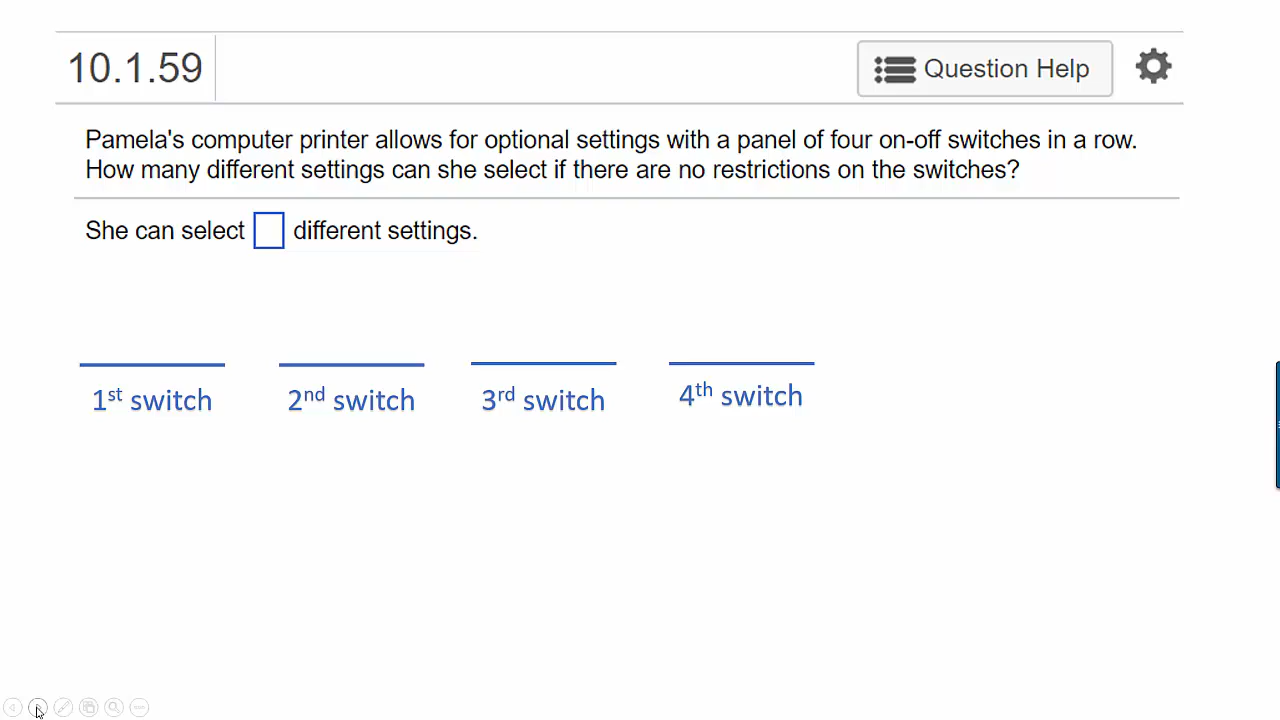 10.1.59
Question Help
Pamela's computer printer allows for optional settings with a panel of four on-off switches in a row.
How many different settings can she select if there are no restrictions on the switches?
She can select different settings.
1st switch 2nd switch 3rd switch 4th switch